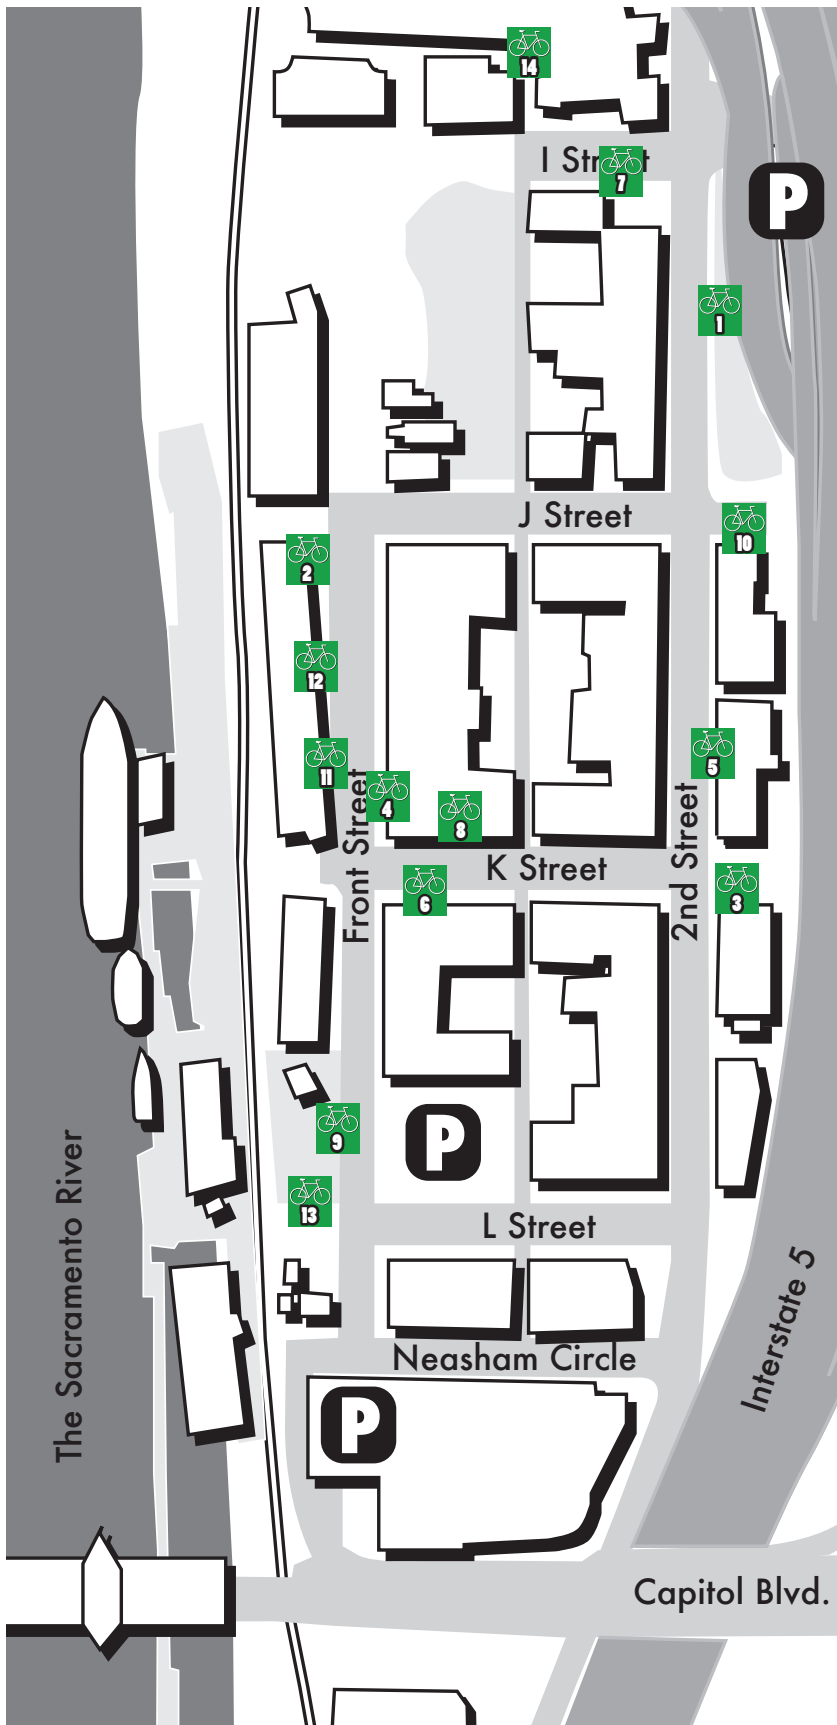 14
I Street
7
P
1
J Street
10
2
12
11
4
8
5
Front Street
K Street
2nd Street
6
3
9
P
13
L Street
The Sacramento River
Interstate 5
Neasham Circle
P
Capitol Blvd.